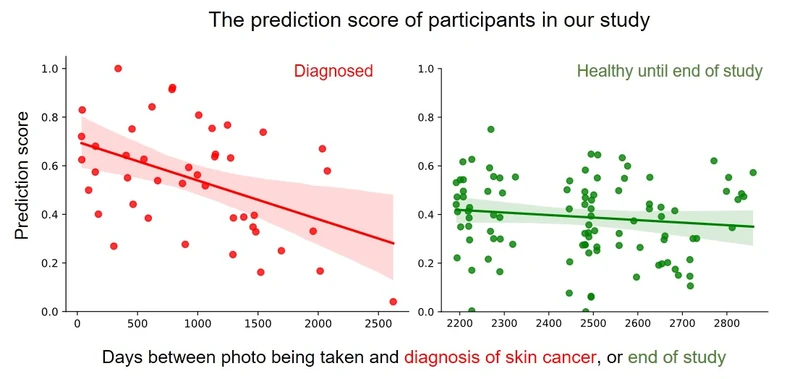 The prediction score of participants in our study
Diagnosed
Healthy until end of study
Prediction score
1.0
0.8
0.6
0.4
0.2
0.0
0 500 1000 1500 2000 2500
1.0
0.8
0.6
0.4
0.2
0.0
2200 2300 2400 2500 2600 2700 2800
Days between photo being taken and diagnosis of skin cancer, or end of study